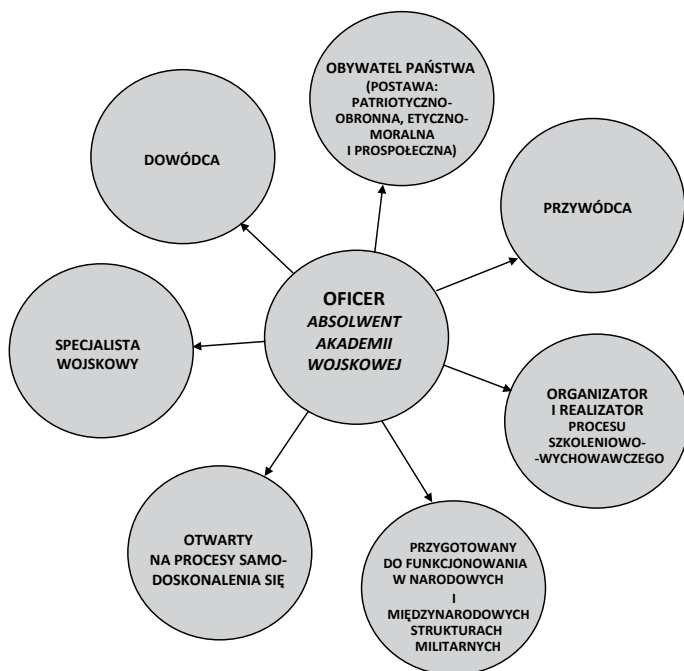 OBYWATEL PAŃSTWA
(POSTAWA:
PATRIOTYCZNO-
OBRONNA, ETYCZNO-
MORALNA
I PROSPOŁECZNA)
DOWÓDCA
PRZYWÓDCA
OFICER
ABSOLWENT
AKADEMII
WOJSKOWEJ
SPECJALISTA
WOJSKOWY
ORGANIZATOR
I REALIZATOR
PROCESU
SZKOLENIOWO-
-WYCHOWAWCZEGO
OTWARTY
NA PROCESY SAMO-
DOSKONALENIA SIĘ
PRZYGOTOWANY
DO FUNKCJONOWANIA
W NARODOWYCH
I
MIĘDZYNARODOWYCH
STRUKTURACH
MILITARNYCH